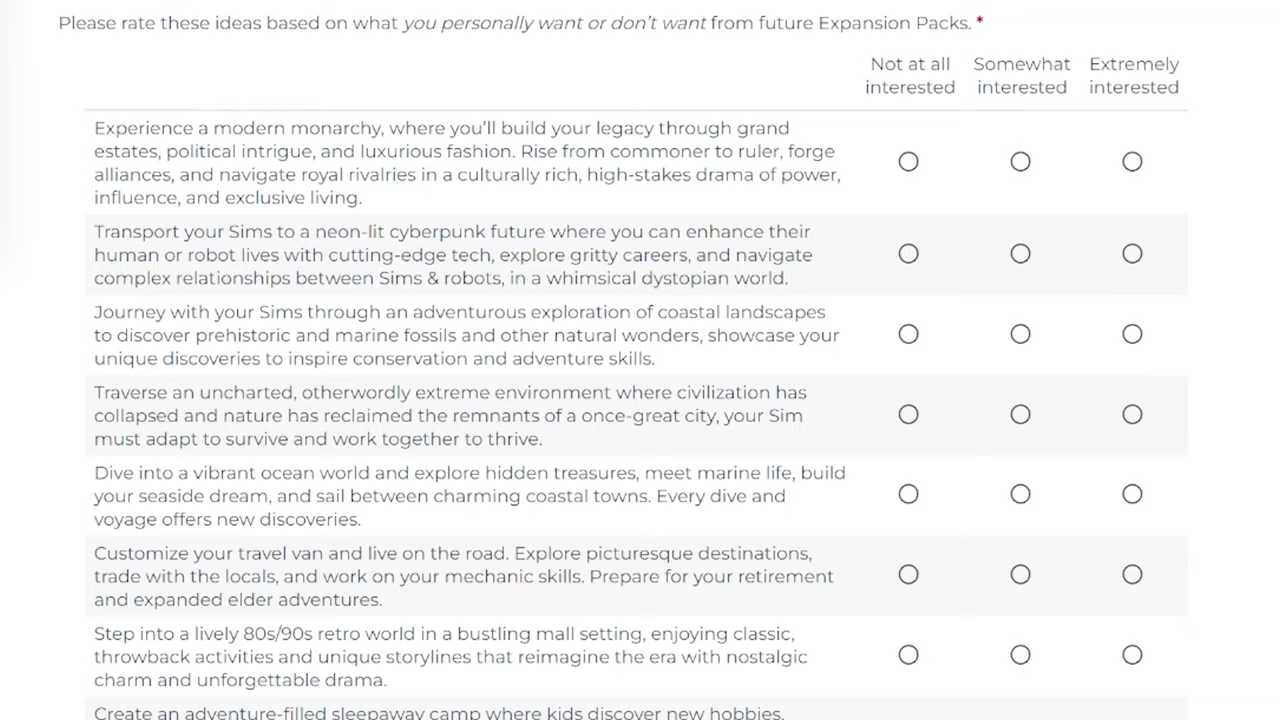 Please rate these ideas based on what you personally want or don't want from future Expansion Packs. *
Not at all interested
Somewhat interested
Extremely interested
Experience a modern monarchy, where you'll build your legacy through grand
estates, political intrigue, and luxurious fashion. Rise from commoner to ruler, forge
alliances, and navigate royal rivalries in a culturally rich, high-stakes drama of power,
influence, and exclusive living.
Transport your Sims to a neon-lit cyberpunk future where you can enhance their
human or robot lives with cutting-edge tech, explore gritty careers, and navigate
complex relationships between Sims & robots, in a whimsical dystopian world.
Journey with your Sims through an adventurous exploration of coastal landscapes
to discover prehistoric and marine fossils and other natural wonders, showcase your
unique discoveries to inspire conservation and adventure skills.
Traverse an uncharted, otherwordly extreme environment where civilization has
collapsed and nature has reclaimed the remnants of a once-great city, your Sim
must adapt to survive and work together to thrive.
Dive into a vibrant ocean world and explore hidden treasures, meet marine life, build
your seaside dream, and sail between charming coastal towns. Every dive and
voyage offers new discoveries.
Customize your travel van and live on the road. Explore picturesque destinations,
trade with the locals, and work on your mechanic skills. Prepare for your retirement
and expanded elder adventures.
Step into a lively 80s/90s retro world in a bustling mall setting, enjoying classic,
throwback activities and unique storylines that reimagine the era with nostalgic
charm and unforgettable drama.
Create an adventure-filled sleepaway camp where kids discover new hobbies,